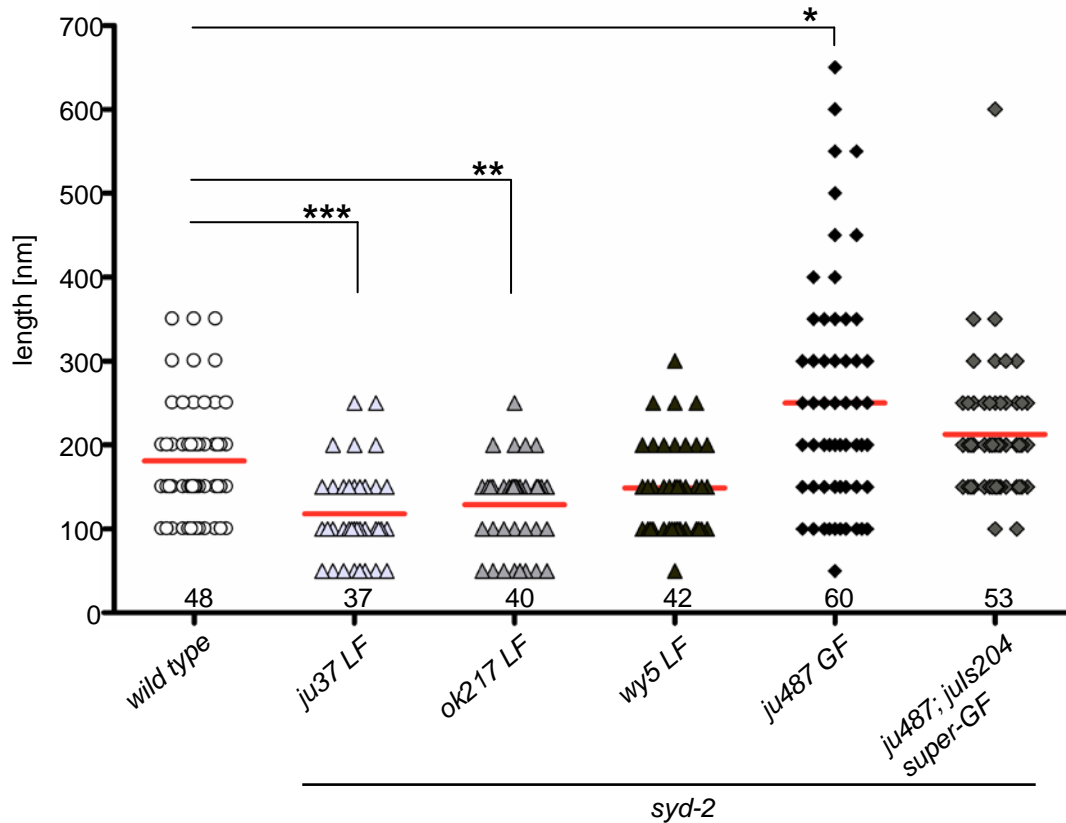 700
*
600
500
**
***
400
300
200
100
0
length [nm]
48
37
40
42
60
53
wild type
ju37 LF
ok217 LF
wy5 LF
ju487 GF
ju487; juIs204
super-GF
syd-2